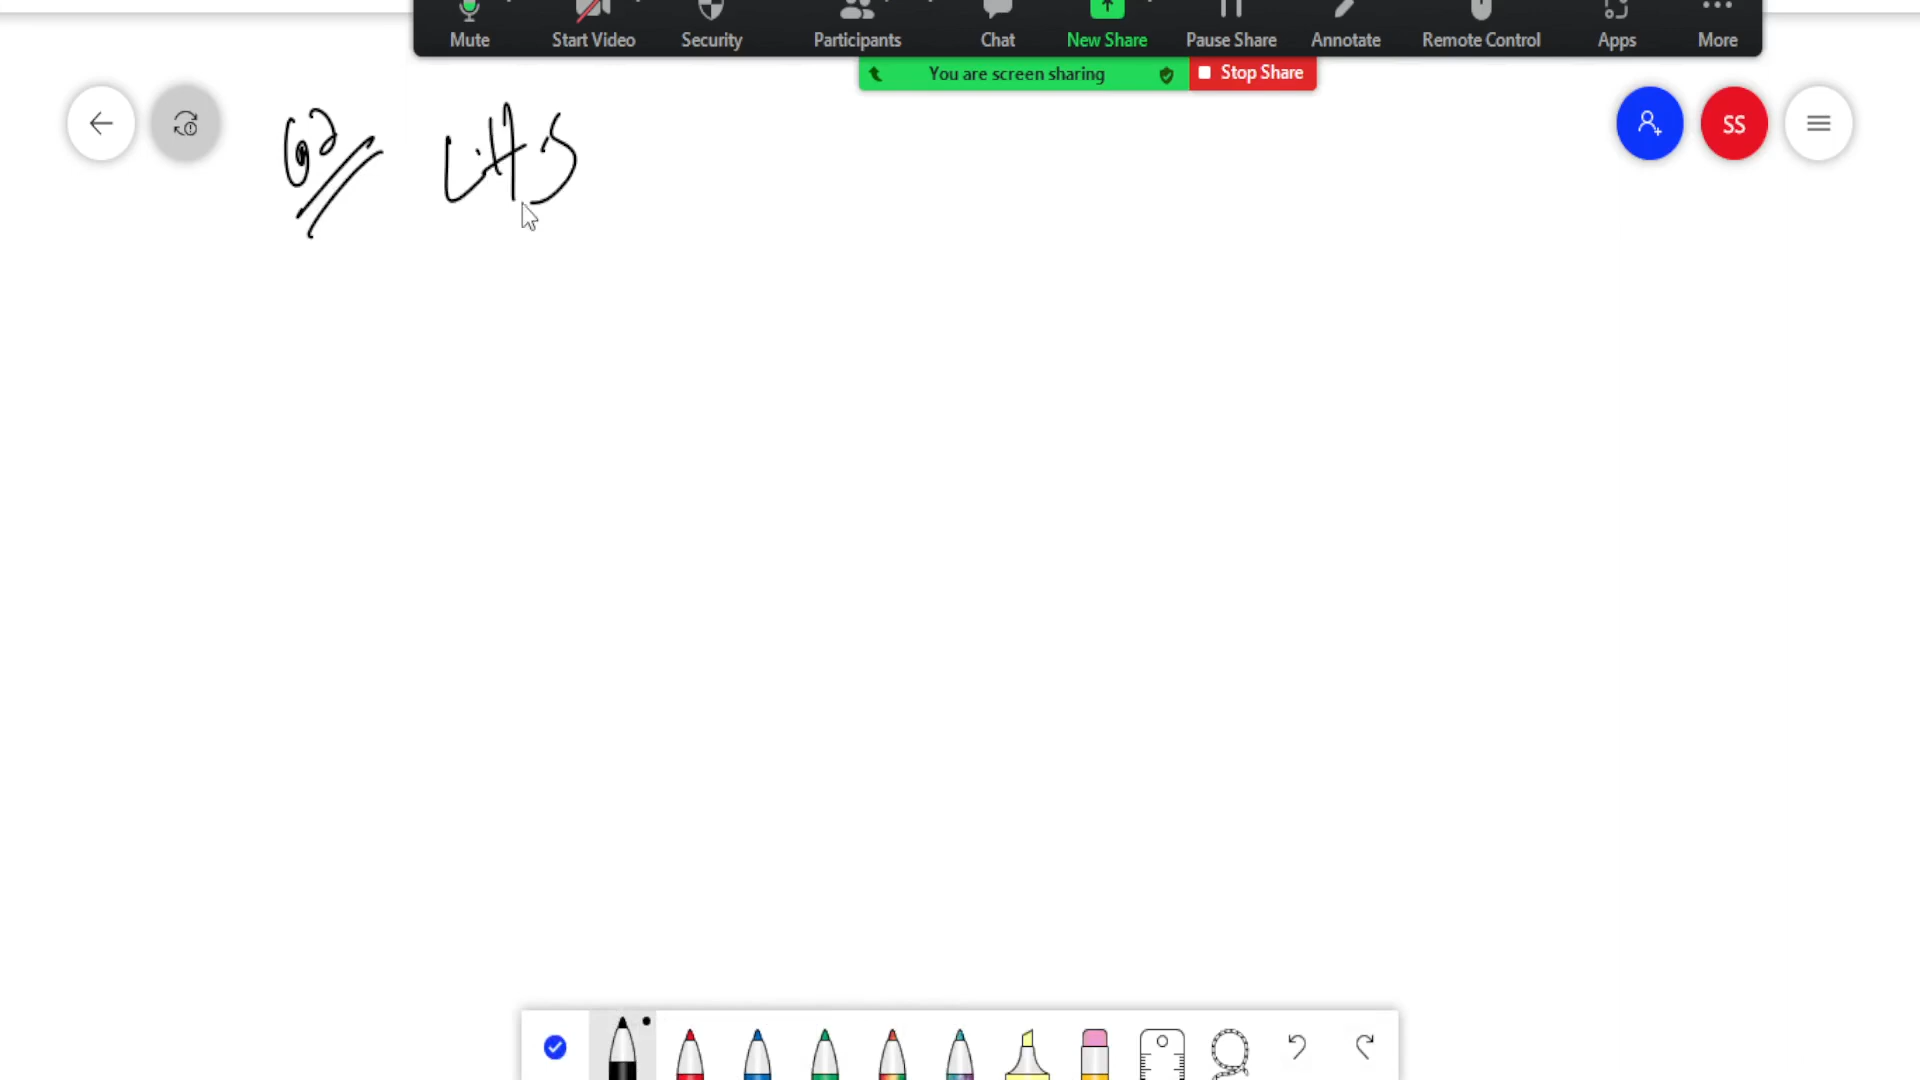 Mute Start Video Security Participants Chat New Share Pause Share Annotate Remote Control Apps More
You are screen sharing Stop Share
SS